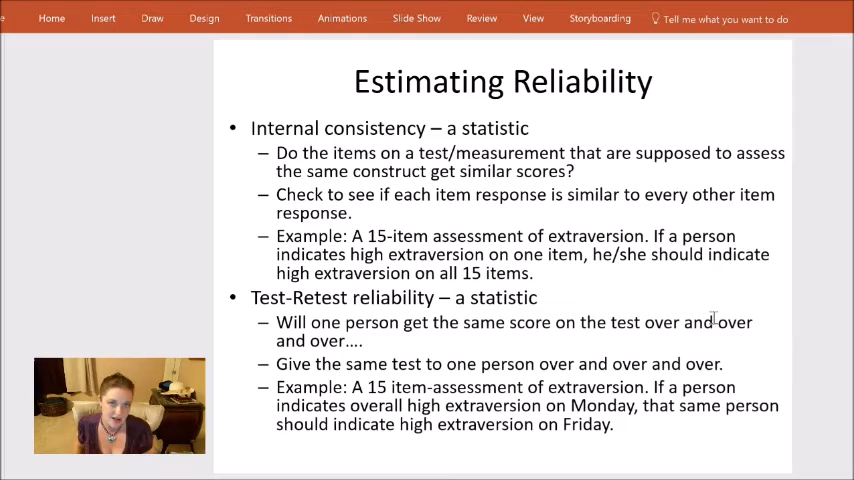 Home Insert Draw Design Transitions Animations Slide Show Review View Storyboarding Tell me what you want to do
Estimating Reliability
• Internal consistency – a statistic
– Do the items on a test/measurement that are supposed to assess
the same construct get similar scores?
– Check to see if each item response is similar to every other item
response.
– Example: A 15-item assessment of extraversion. If a person
indicates high extraversion on one item, he/she should indicate
high extraversion on all 15 items.
• Test-Retest reliability – a statistic
– Will one person get the same score on the test over and over
and over….
– Give the same test to one person over and over and over.
– Example: A 15 item-assessment of extraversion. If a person
indicates overall high extraversion on Monday, that same person
should indicate high extraversion on Friday.